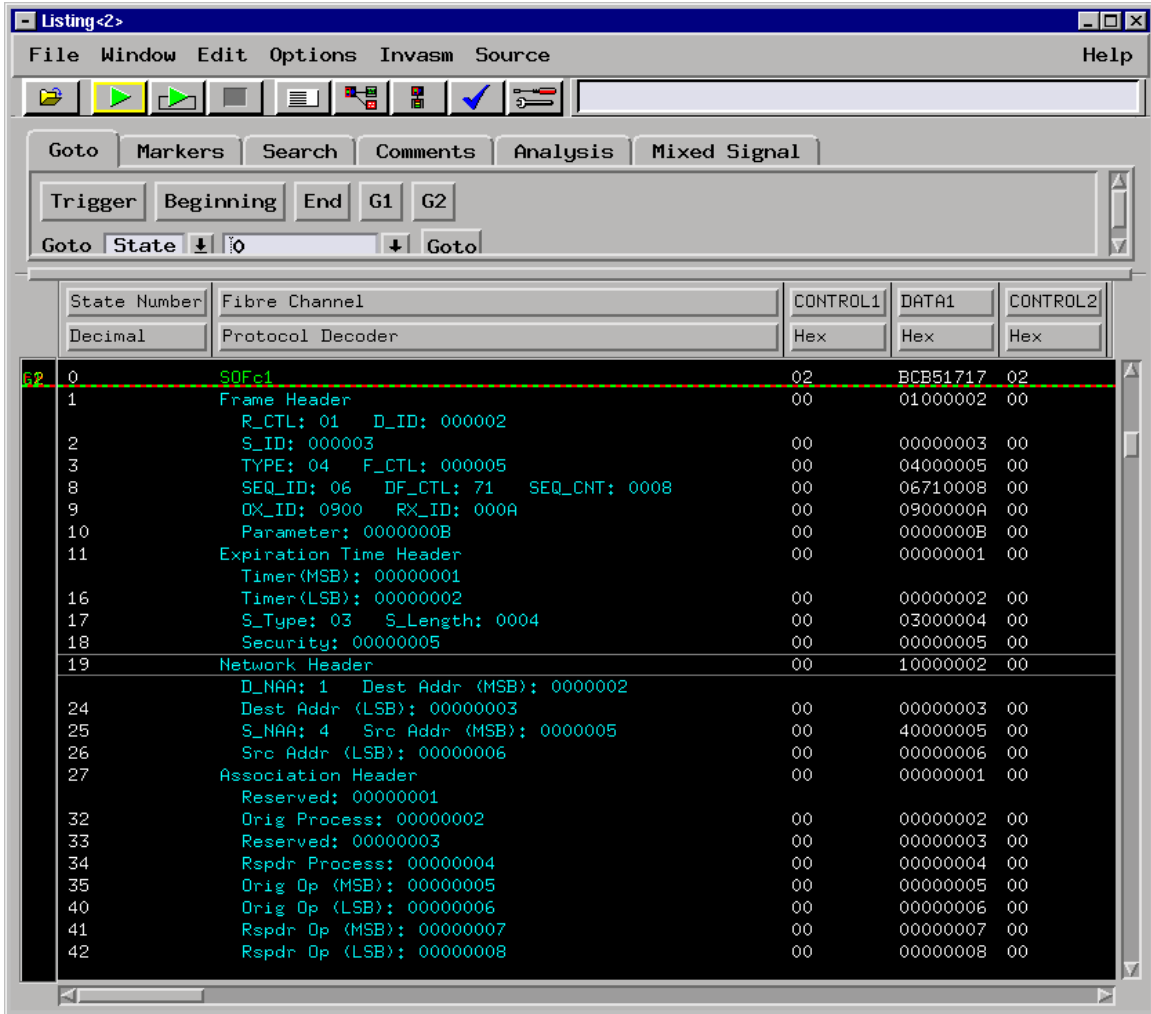 Listing<2>
File Window Edit Options Invasm Source Help
Goto Markers Search Comments Analysis Mixed Signal
Trigger Beginning End G1 G2
Goto State 0 Goto
State Number Fibre Channel CONTROL1 DATA1 CONTROL2
Decimal Protocol Decoder Hex Hex Hex
G2 0 SOFc1 02 BCB51717 02
1 Frame Header 00 01000002 00
R_CTL: 01 D_ID: 000002
2 S_ID: 000003 00 00000003 00
3 TYPE: 04 F_CTL: 000005 00 04000005 00
8 SEQ_ID: 06 DF_CTL: 71 SEQ_CNT: 0008 00 06710008 00
9 OX_ID: 0900 RX_ID: 000A 00 0900000A 00
10 Parameter: 0000000B 00 0000000B 00
11 Expiration Time Header 00 00000001 00
Timer(MSB): 00000001
16 Timer(LSB): 00000002 00 00000002 00
17 S_Type: 03 S_Length: 0004 00 03000004 00
18 Security: 00000005 00 00000005 00
19 Network Header 00 10000002 00
D_NAA: 1 Dest Addr (MSB): 0000002
24 Dest Addr (LSB): 00000003 00 00000003 00
25 S_NAA: 4 Src Addr (MSB): 0000005 00 40000005 00
26 Src Addr (LSB): 00000006 00 00000006 00
27 Association Header 00 00000001 00
Reserved: 00000001
32 Orig Process: 00000002 00 00000002 00
33 Reserved: 00000003 00 00000003 00
34 Rspdr Process: 00000004 00 00000004 00
35 Orig Op (MSB): 00000005 00 00000005 00
40 Orig Op (LSB): 00000006 00 00000006 00
41 Rspdr Op (MSB): 00000007 00 00000007 00
42 Rspdr Op (LSB): 00000008 00 00000008 00